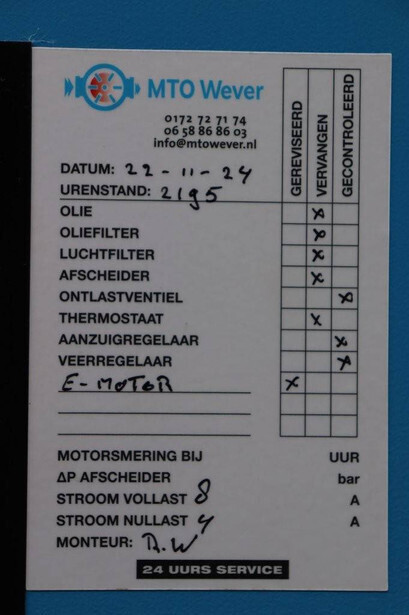 MTO Wever
0172 72 71 74
06 58 86 86 03
info@mtowever.nl
GEREVISEERD
VERVANGEN
GECONTROLEERD
DATUM: 22-11-24
URENSTAND: 2195
OLIE x
OLIEFILTER x
LUCHTFILTER x
AFSCHEIDER x
ONTLASTVENTIEL x
THERMOSTAAT x
AANZUIGREGELAAR x
VEERREGELAAR x
E-MOTOR x
MOTORSMERING BIJ UUR
ΔP AFSCHEIDER bar
STROOM VOLLAST 8 A
STROOM NULLAST 4 A
MONTEUR: R.W
24 UURS SERVICE